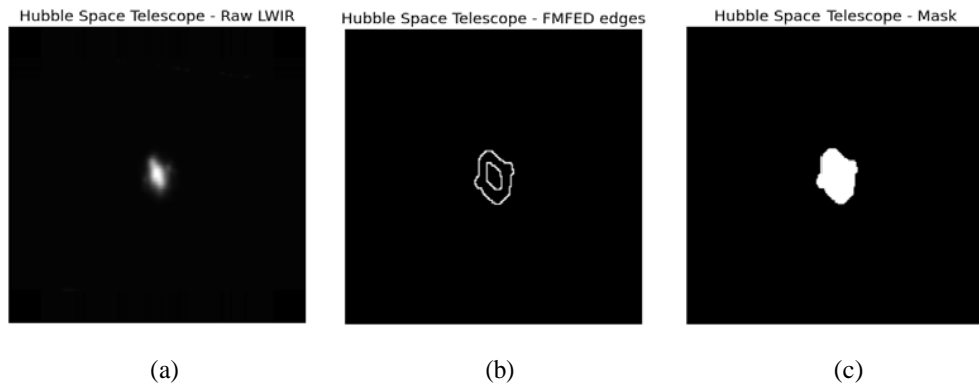 Hubble Space Telescope - Raw LWIR
Hubble Space Telescope - FMFED edges
Hubble Space Telescope - Mask
(a)
(b)
(c)